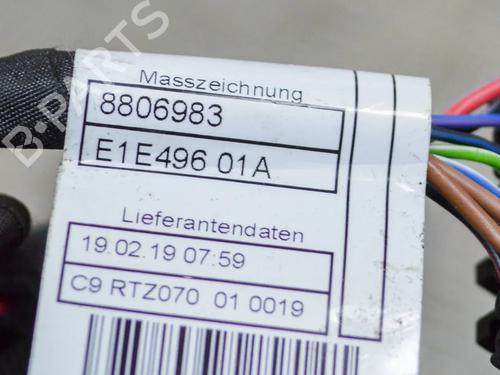 B-PARTS
Masszeichnung
8806983
E1E496 01A
Lieferantendaten
19.02.19 07:59
C9 RTZ070 01 0019